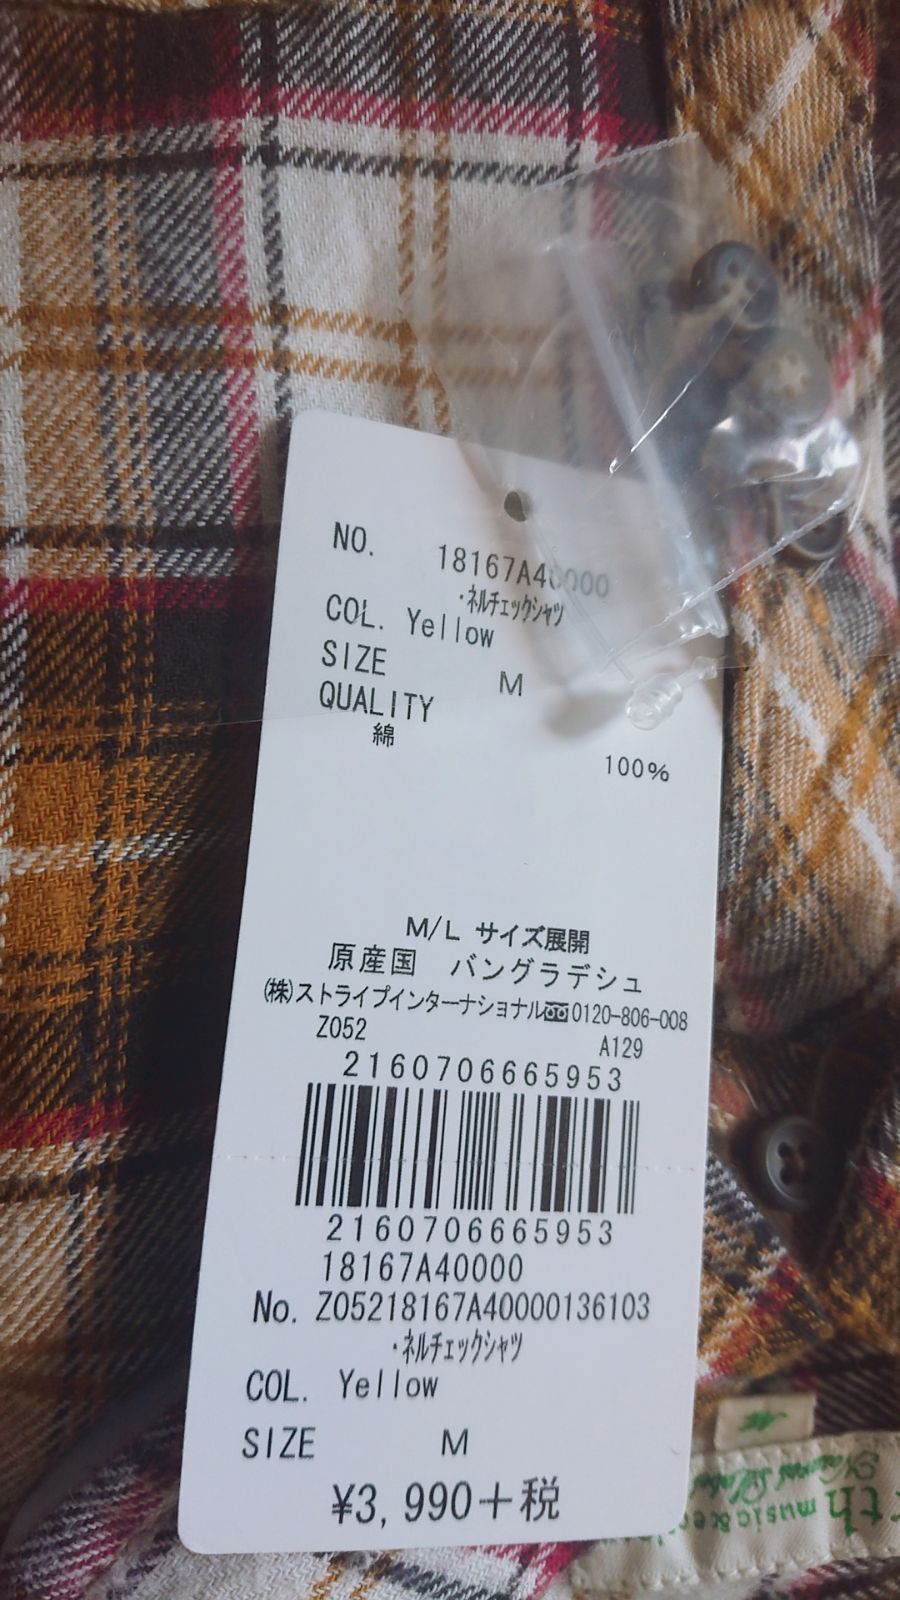 NO. 18167A40000
・ネルチェックシャツ
COL. Yellow
SIZE M
QUALITY
綿
100%
M/L サイズ展開
原産国 バングラデシュ
(株)ストライプインターナショナル 0120-806-008
Z052 A129
2160706665953
2160706665953
18167A40000
No. Z05218167A40000136103
・ネルチェックシャツ
COL. Yellow
SIZE M
¥3,990+税
M
music&e